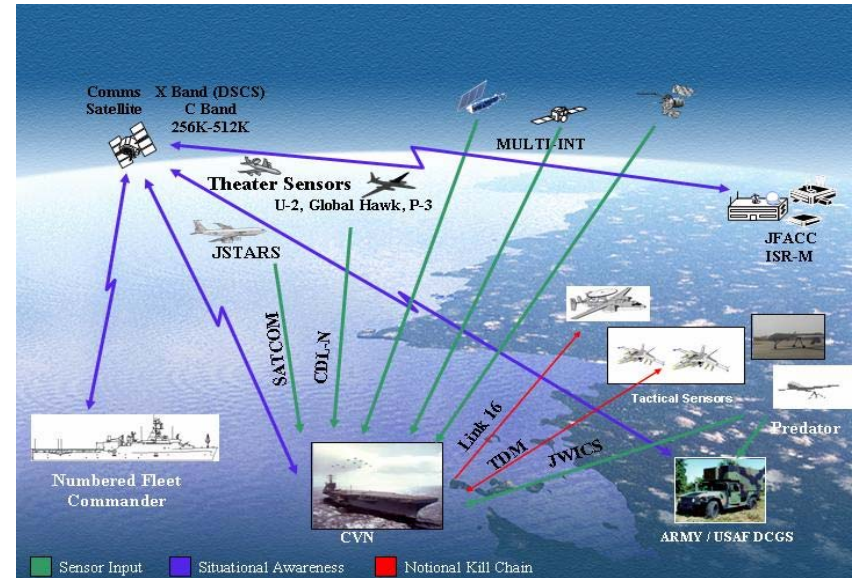 Comms
Satellite
X Band (DSCS)
C Band
256K-512K
MULTI-INT
Theater Sensors
U-2, Global Hawk, P-3
JSTARS
JFACC
ISR-M
SATCOM
CDL-N
Link 16
TDM
JWICS
Tactical Sensors
Predator
Numbered Fleet
Commander
CVN
ARMY / USAF DCGS
Sensor Input
Situational Awareness
Notional Kill Chain